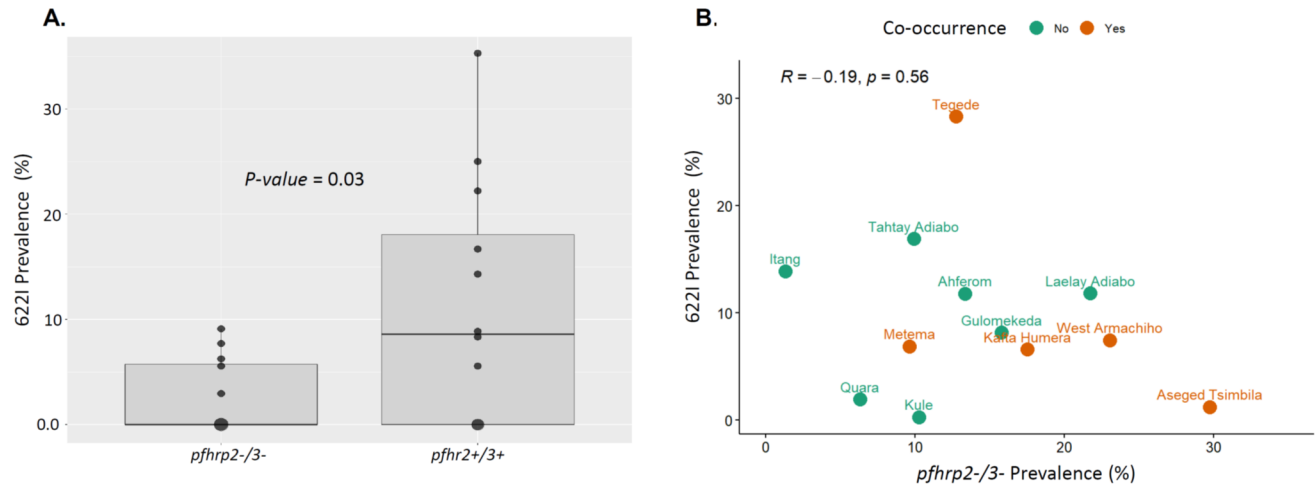 A.
622I Prevalence (%)
30
20
10
0.0
P-value = 0.03
pfhrp2-/3-
pfhr2+/3+
B.
Co-occurrence No Yes
R = −0.19, p = 0.56
622I Prevalence (%)
30
20
10
0
Tegede
Tahtay Adiabo
Itang
Ahferom
Laelay Adiabo
Gulomekeda
Metema
Kafta Humera
West Armachiho
Quara
Kule
Aseged Tsimbila
0 10 20 30
pfhrp2-/3- Prevalence (%)